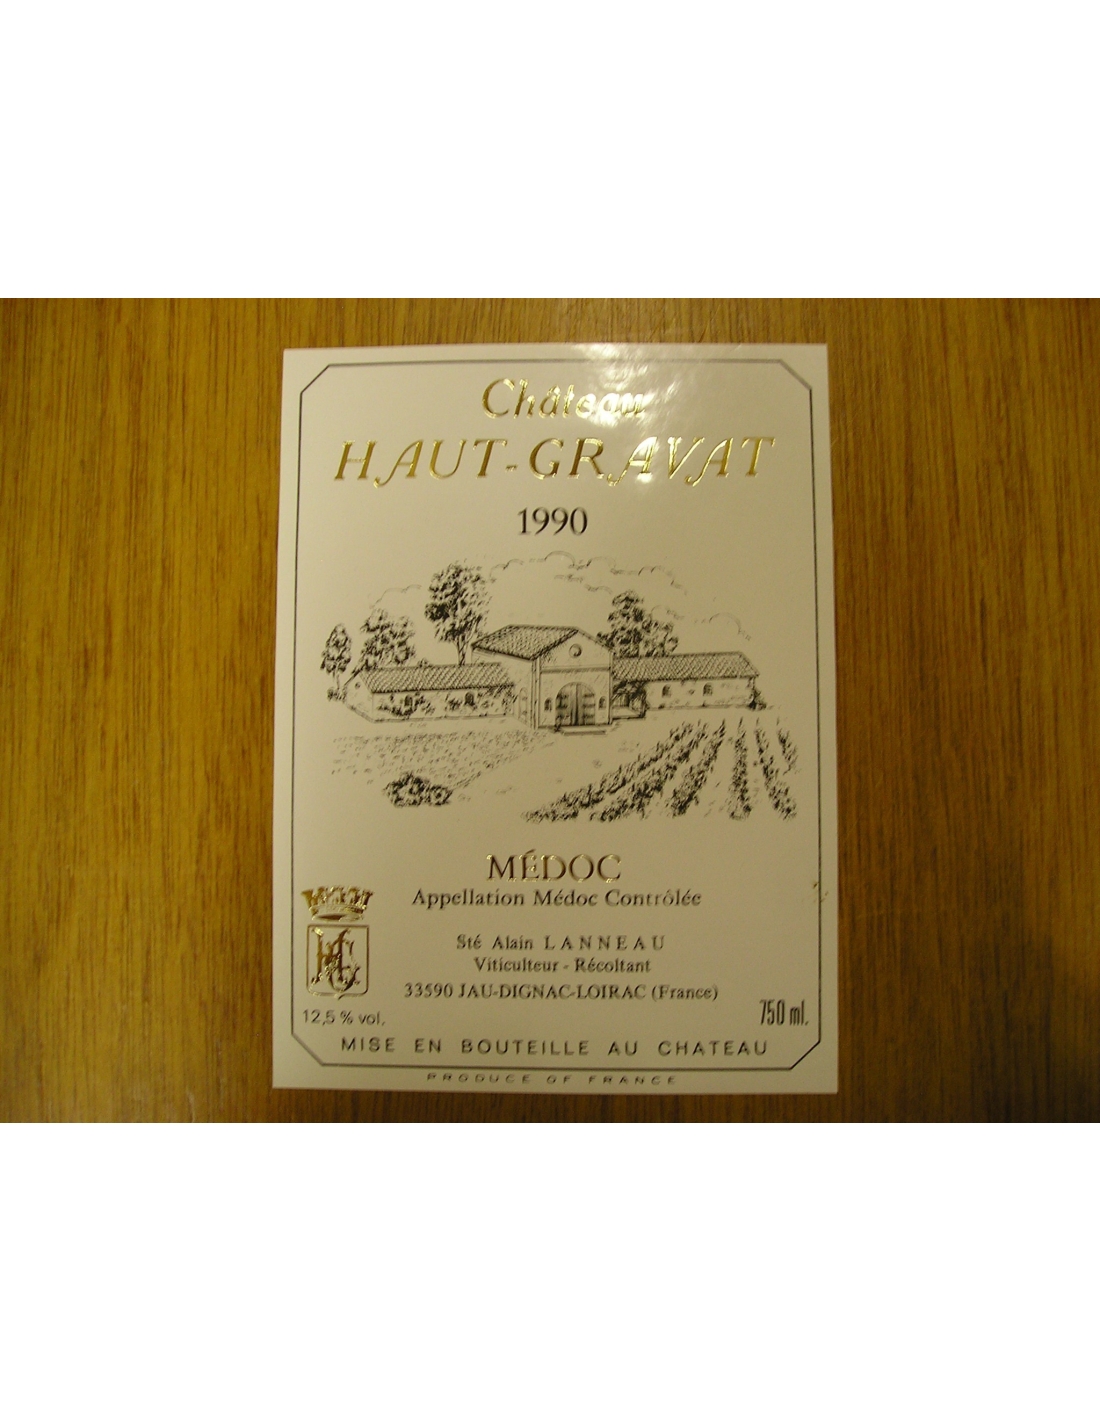 Château
HAUT-GRAVAT
1990
MÉDOC
Appellation Médoc Contrôlée
Sté Alain LANNEAU
Viticulteur - Récoltant
33590 JAU-DIGNAC-LOIRAC (France)
12,5 % vol.
750 ml.
MISE EN BOUTEILLE AU CHATEAU
PRODUCE OF FRANCE